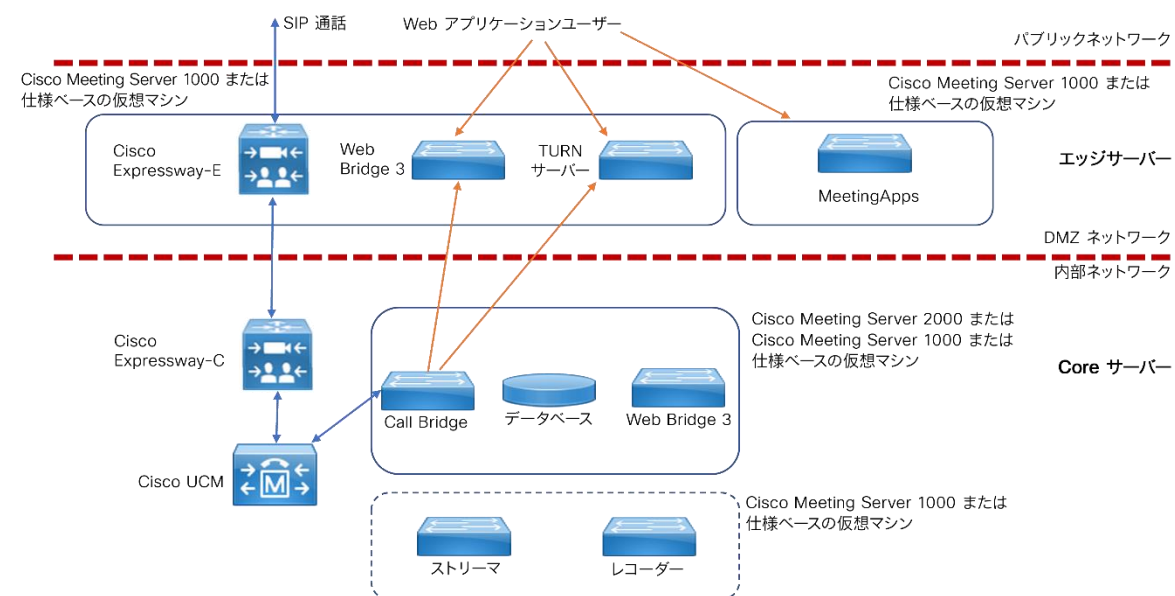 SIP 通話
Web アプリケーションユーザー
パブリックネットワーク
Cisco Meeting Server 1000 または
仕様ベースの仮想マシン
Cisco Meeting Server 1000 または
仕様ベースの仮想マシン
Cisco
Expressway-E
Web
Bridge 3
TURN
サーバー
MeetingApps
エッジサーバー
DMZ ネットワーク
内部ネットワーク
Cisco
Expressway-C
Cisco Meeting Server 2000 または
Cisco Meeting Server 1000 または
仕様ベースの仮想マシン
Core サーバー
Call Bridge
データベース
Web Bridge 3
Cisco UCM
M
Cisco Meeting Server 1000 または
仕様ベースの仮想マシン
ストリーマ
レコーダー